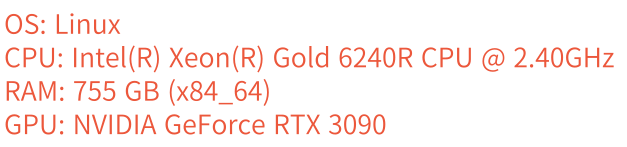 OS: Linux
CPU: Intel(R) Xeon(R) Gold 6240R CPU @ 2.40GHz
RAM: 755 GB (x84_64)
GPU: NVIDIA GeForce RTX 3090